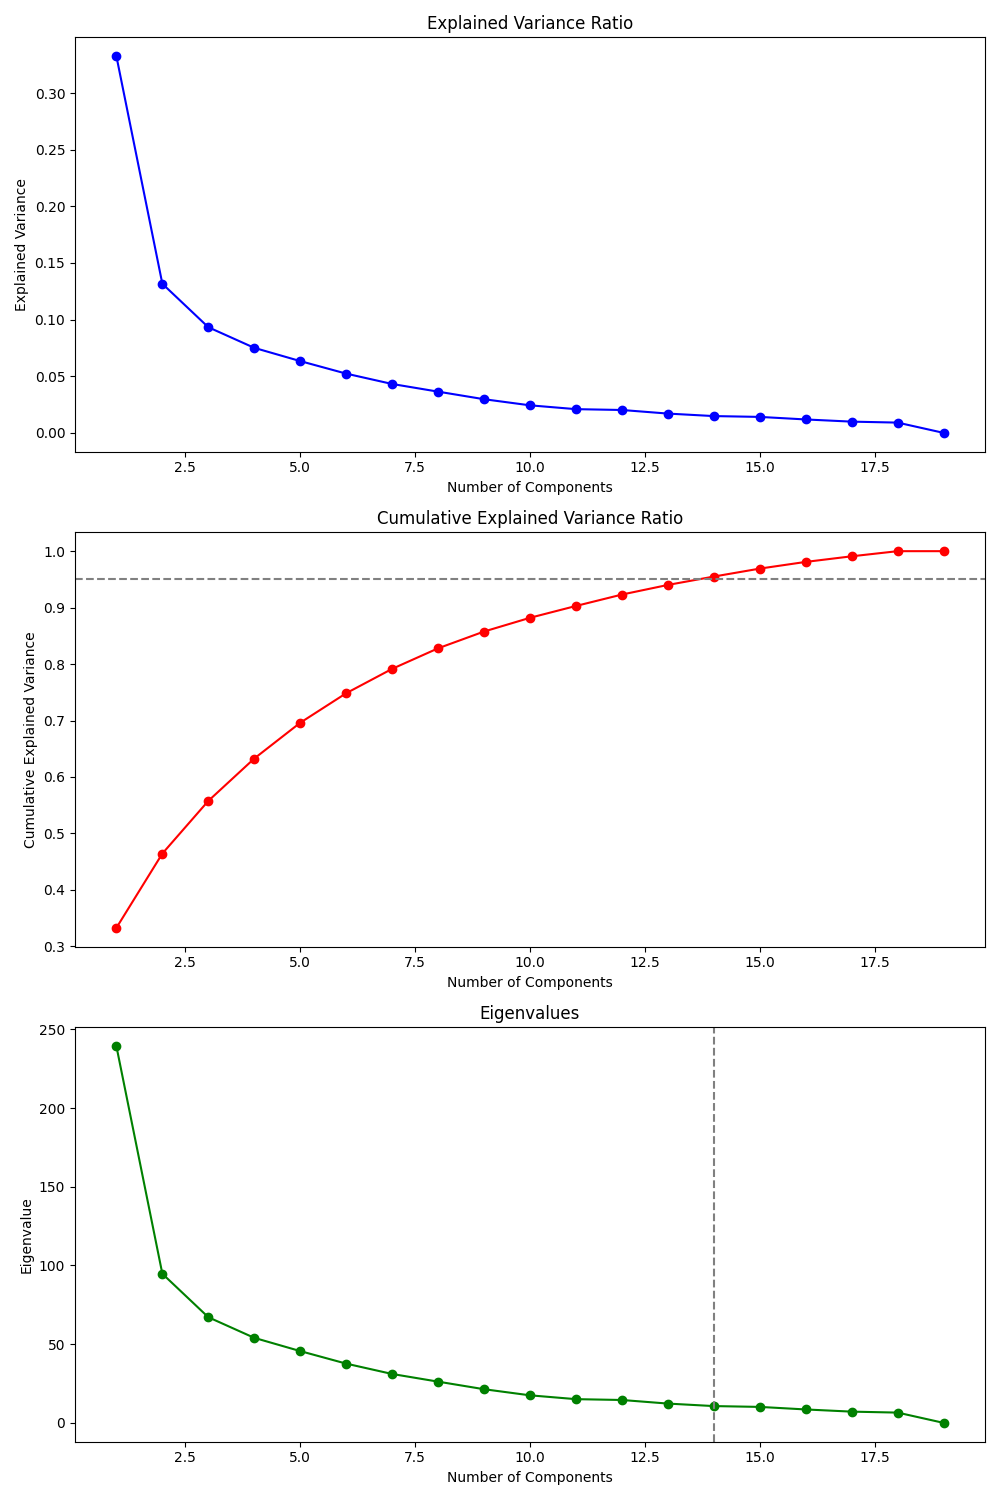 Explained Variance Ratio
Explained Variance
0.30
0.25
0.20
0.15
0.10
0.05
0.00
2.5 5.0 7.5 10.0 12.5 15.0 17.5
Number of Components
Cumulative Explained Variance Ratio
Cumulative Explained Variance
1.0
0.9
0.8
0.7
0.6
0.5
0.4
0.3
2.5 5.0 7.5 10.0 12.5 15.0 17.5
Number of Components
Eigenvalues
Eigenvalue
250
200
150
100
50
0
2.5 5.0 7.5 10.0 12.5 15.0 17.5
Number of Components